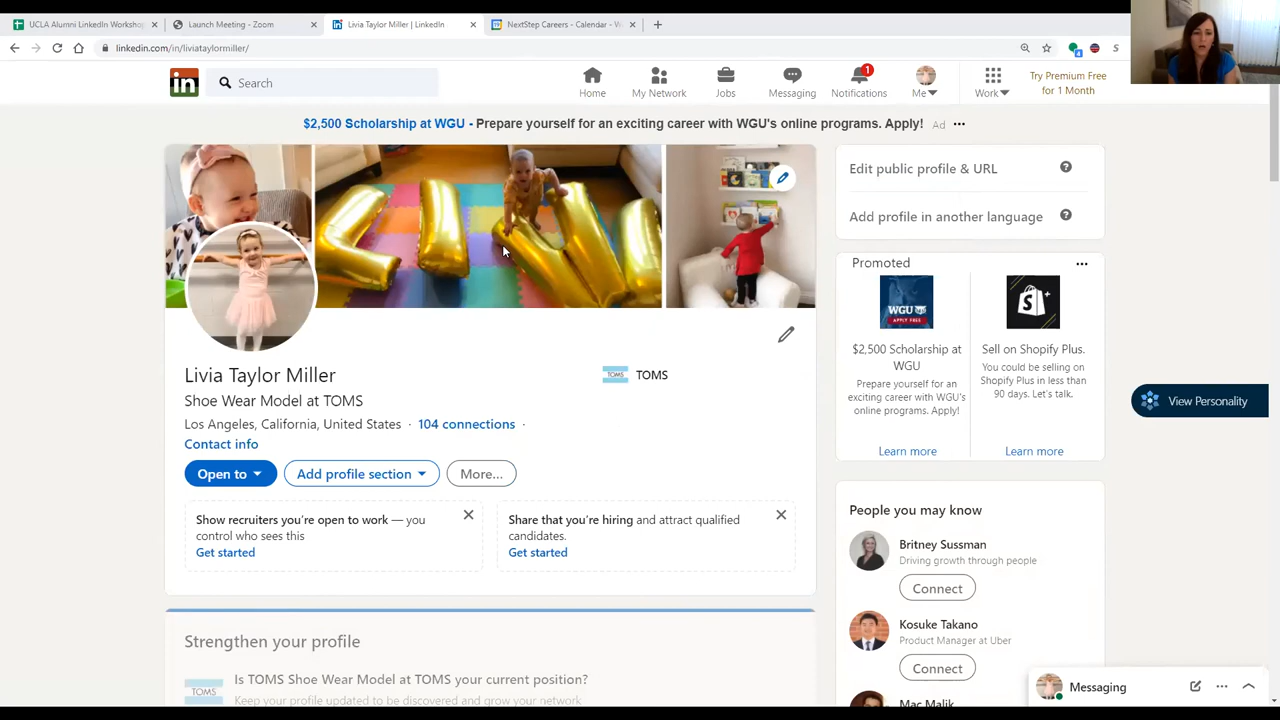 UCLA Alumni LinkedIn Workshop
Launch Meeting - Zoom
Livia Taylor Miller | LinkedIn
NextStep Careers - Calendar - W
linkedin.com/in/liviataylormiller/
in
Search
Home
My Network
Jobs
Messaging
1
Notifications
Me
Work
Try Premium Free
for 1 Month
$2,500 Scholarship at WGU - Prepare yourself for an exciting career with WGU's online programs. Apply! Ad
Livia Taylor Miller
Shoe Wear Model at TOMS
Los Angeles, California, United States · 104 connections ·
Contact info
TOMS TOMS
Open to
Add profile section
More...
Show recruiters you're open to work — you
control who sees this
Get started
Share that you're hiring and attract qualified
candidates.
Get started
Strengthen your profile
TOMS
Is TOMS Shoe Wear Model at TOMS your current position?
Keep your profile updated to be discovered and grow your network
Edit public profile & URL
Add profile in another language
Promoted
WGU
APPLY FREE
$2,500 Scholarship at
WGU
Prepare yourself for an
exciting career with WGU's
online programs. Apply!
Learn more
Sell on Shopify Plus.
You could be selling on
Shopify Plus in less than
90 days. Let's talk.
Learn more
View Personality
People you may know
Britney Sussman
Driving growth through people
Connect
Kosuke Takano
Product Manager at Uber
Connect
Mac Malik
Messaging